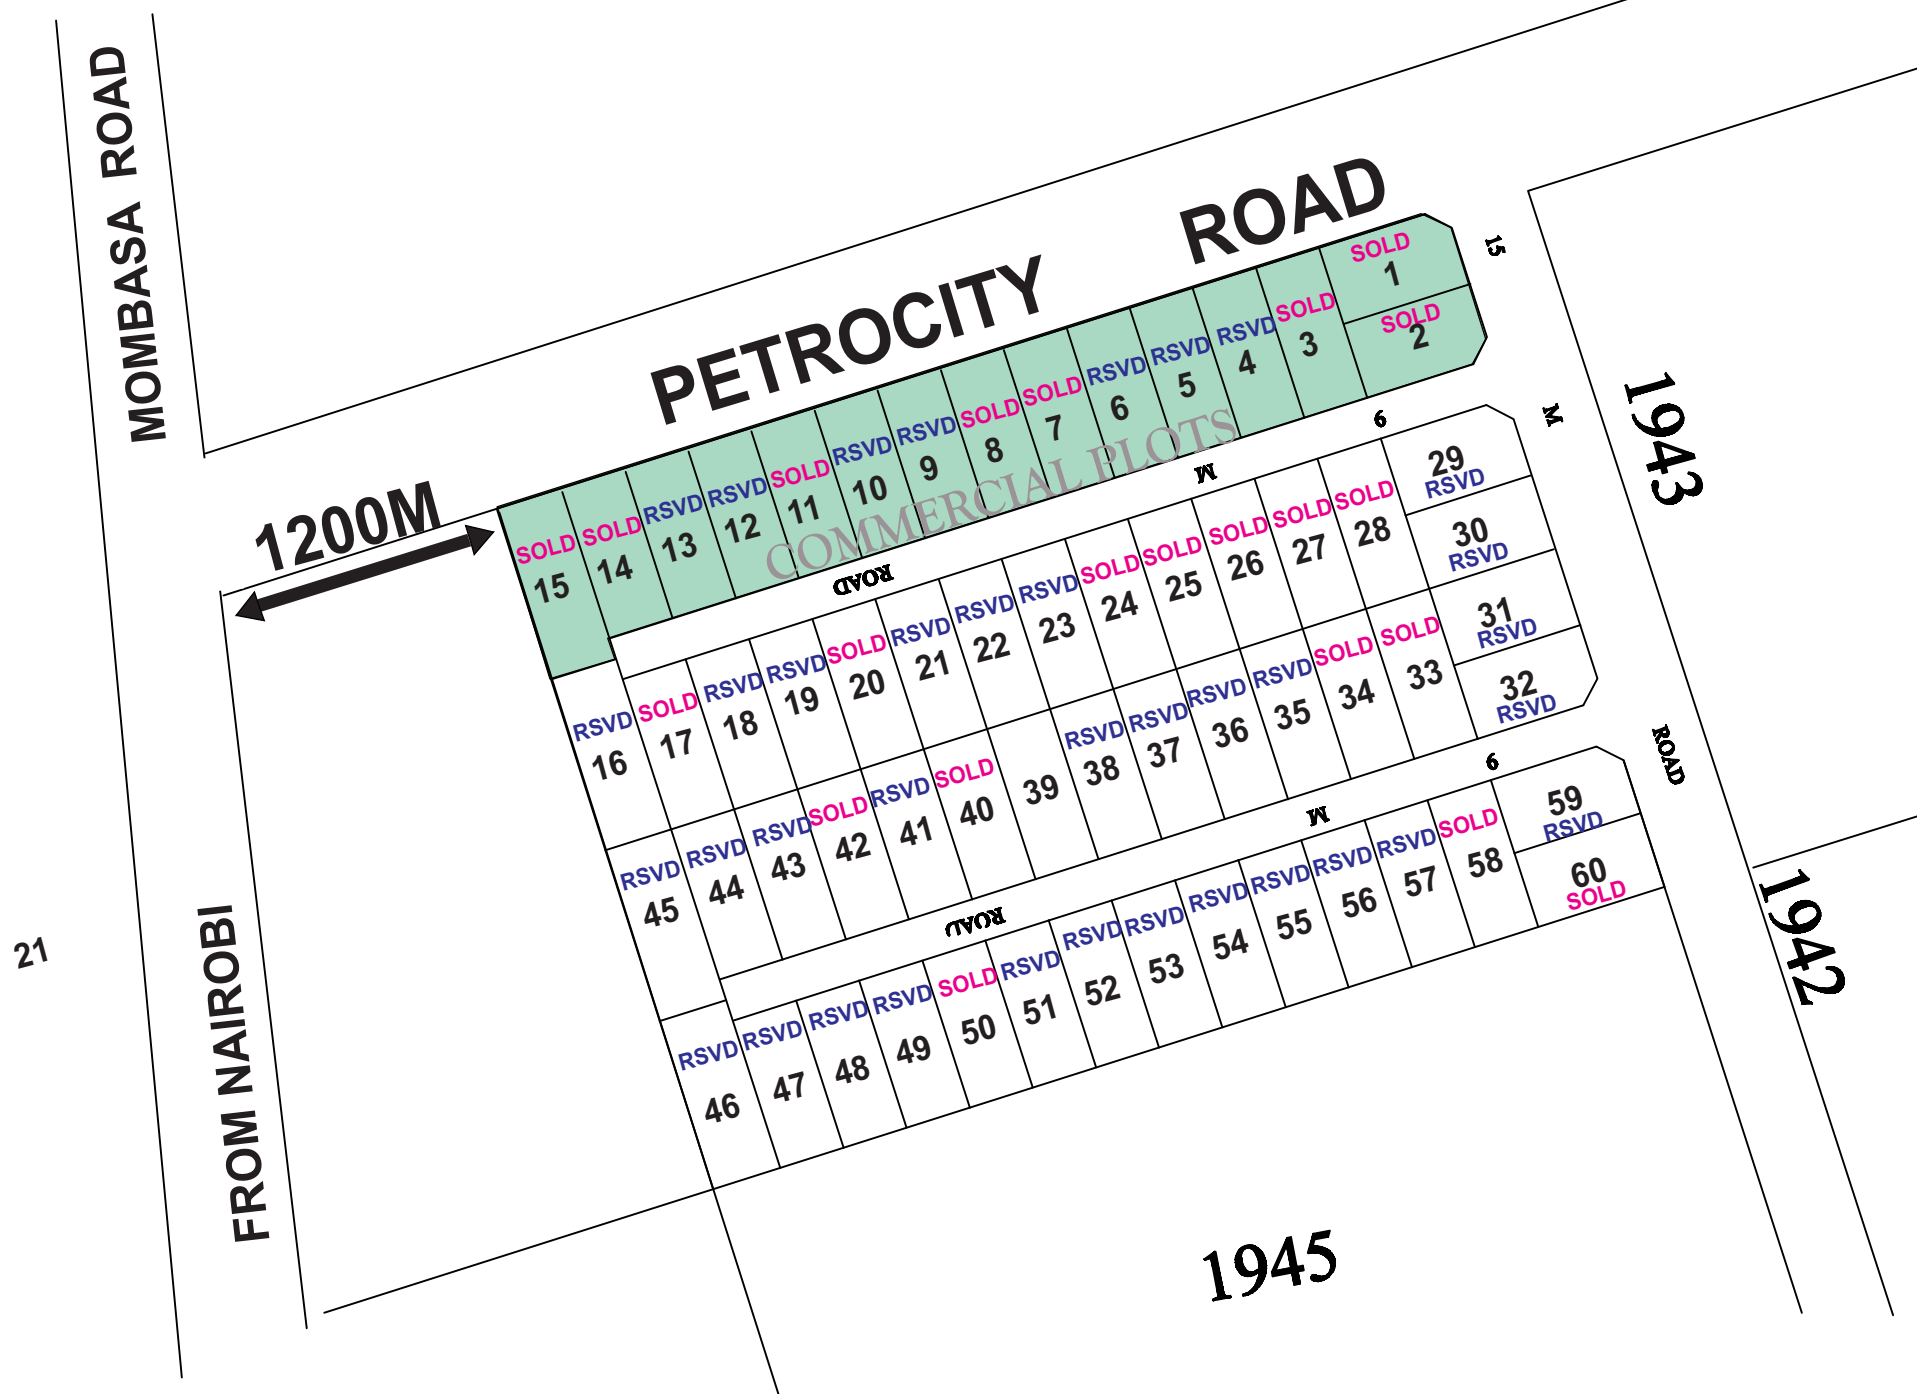 MOMBASA ROAD
FROM NAIROBI
21
1200M
PETROCITY ROAD
COMMERCIAL PLOTS
SOLD 1
SOLD 2
SOLD 3
RSVD 4
RSVD 5
RSVD 6
SOLD 7
SOLD 8
RSVD 9
RSVD 10
SOLD 11
RSVD 12
RSVD 13
SOLD 14
SOLD 15
9 M ROAD
RSVD 16
SOLD 17
RSVD 18
RSVD 19
SOLD 20
RSVD 21
RSVD 22
RSVD 23
SOLD 24
SOLD 25
SOLD 26
SOLD 27
SOLD 28
29 RSVD
30 RSVD
31 RSVD
32 RSVD
SOLD 33
SOLD 34
RSVD 35
RSVD 36
RSVD 37
RSVD 38
39
SOLD 40
RSVD 41
SOLD 42
RSVD 43
RSVD 44
RSVD 45
9 M ROAD
RSVD 46
RSVD 47
RSVD 48
RSVD 49
SOLD 50
RSVD 51
RSVD 52
RSVD 53
RSVD 54
RSVD 55
RSVD 56
RSVD 57
SOLD 58
59 RSVD
60 SOLD
15 M ROAD
1943
1942
1945